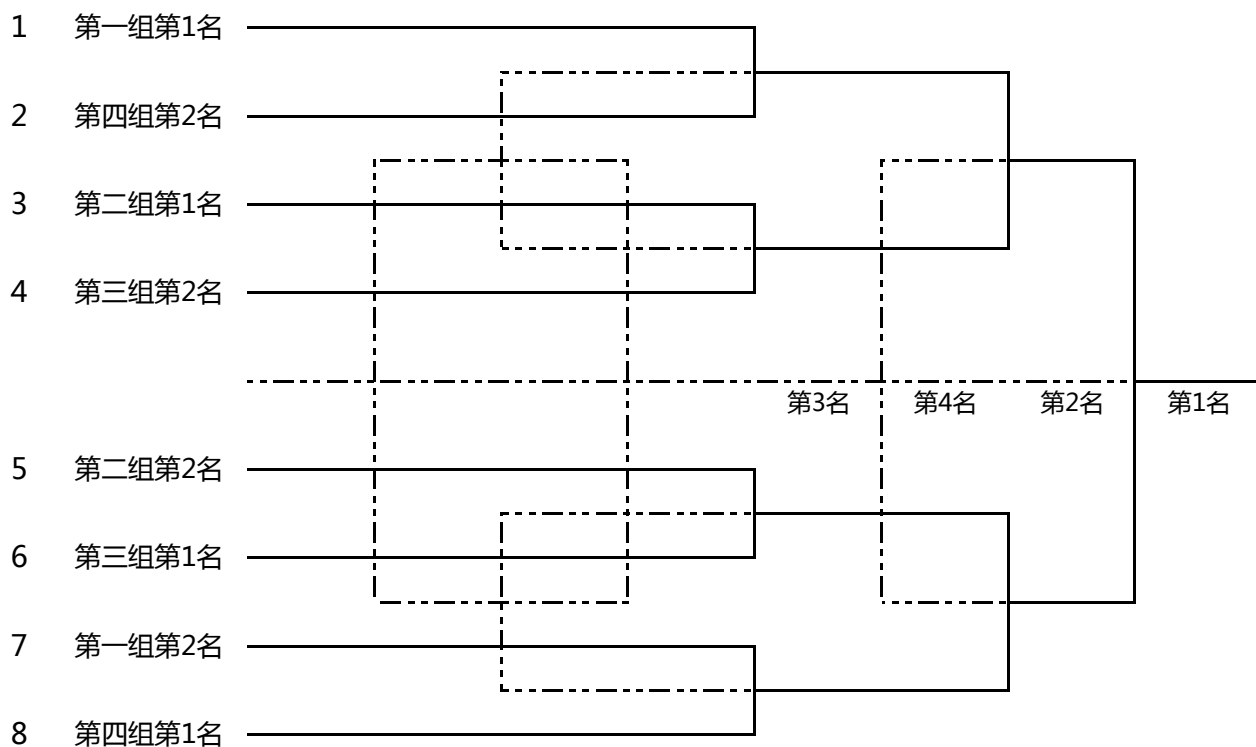 1 第一组第1名
2 第四组第2名
3 第二组第1名
4 第三组第2名
第3名 第4名 第2名 第1名
5 第二组第2名
6 第三组第1名
7 第一组第2名
8 第四组第1名